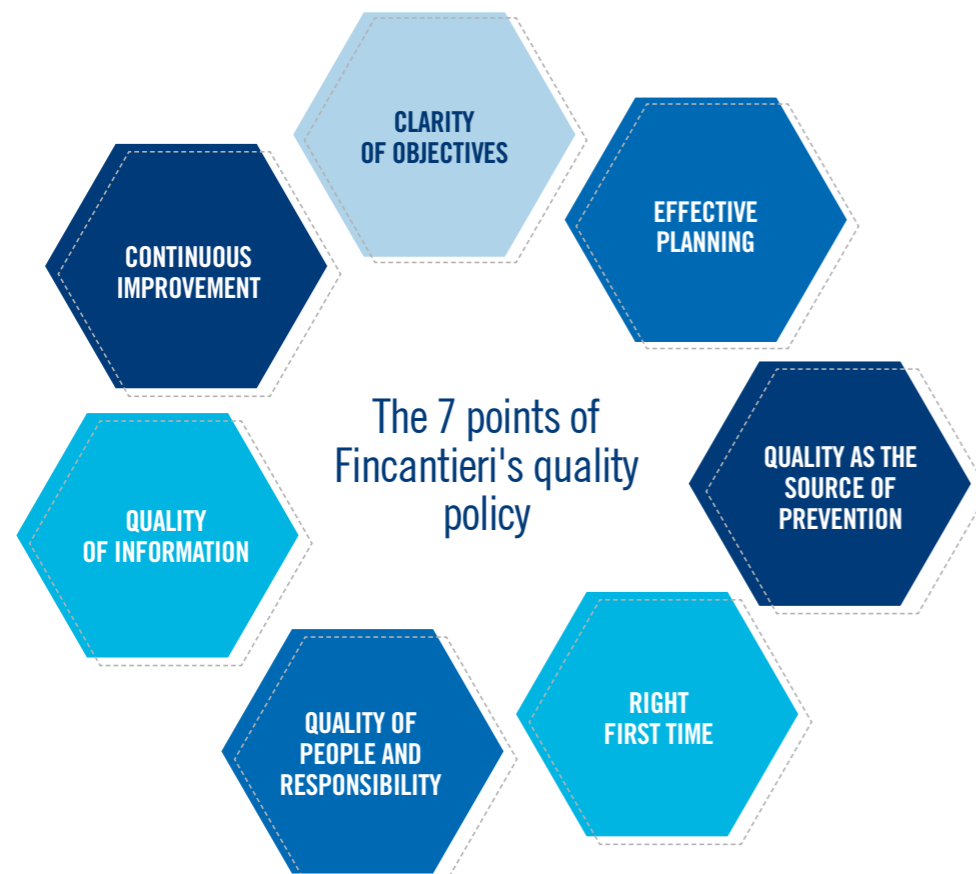 CLARITY
OF OBJECTIVES
EFFECTIVE
PLANNING
CONTINUOUS
IMPROVEMENT
The 7 points of
Fincantieri's quality
policy
QUALITY AS THE
SOURCE OF
PREVENTION
QUALITY
OF INFORMATION
RIGHT
FIRST TIME
QUALITY OF
PEOPLE AND
RESPONSIBILITY